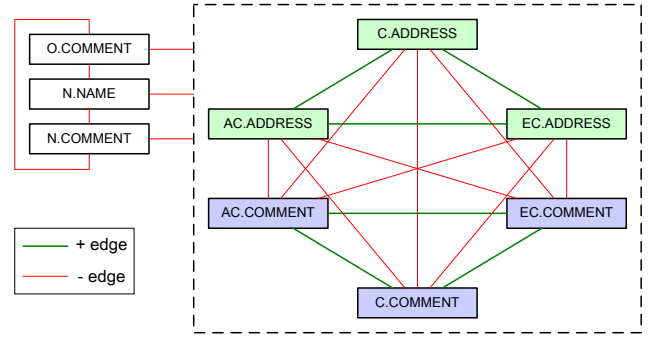 C.ADDRESS
O.COMMENT
N.NAME
AC.ADDRESS
EC.ADDRESS
N.COMMENT
AC.COMMENT
EC.COMMENT
+ edge
- edge
C.COMMENT